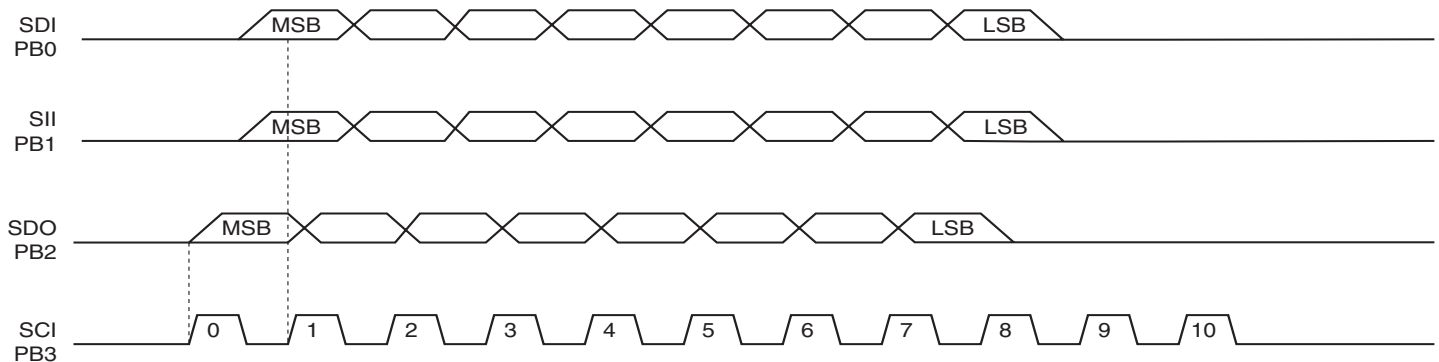 SDI
PB0
MSB
LSB
SII
PB1
MSB
LSB
SDO
PB2
MSB
LSB
SCI
PB3
0 1 2 3 4 5 6 7 8 9 10